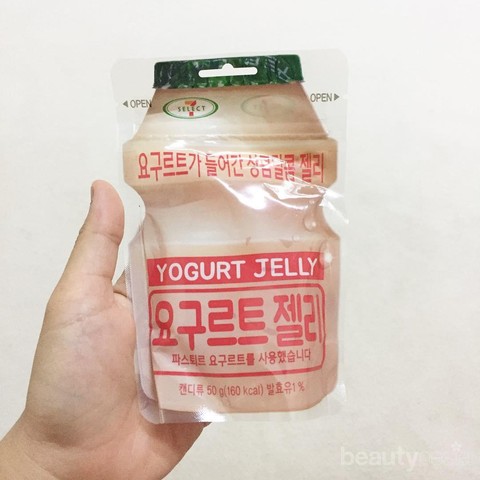 ◀OPEN
OPEN▶
7
SELECT
요구르트가 들어간 상콤달콤 젤리
YOGURT JELLY
요구르트 젤리
파스퇴르 요구르트를 사용했습니다
캔디류 50 g(160 kcal) 발효유1%
beauty